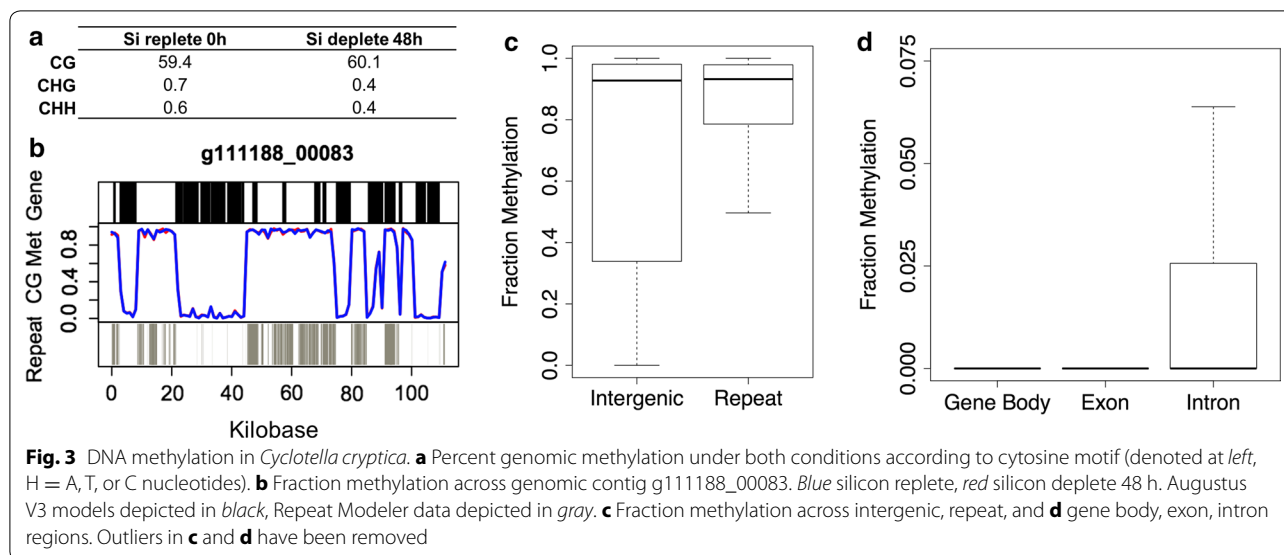 a
Si replete 0h Si deplete 48h
CG 59.4 60.1
CHG 0.7 0.4
CHH 0.6 0.4
b
g111188_00083
Gene
CG Met
Repeat
0.0 0.4 0.8
0 20 40 60 80 100
Kilobase
c
Fraction Methylation
1.0
0.8
0.6
0.4
0.2
0.0
Intergenic Repeat
d
Fraction Methylation
0.075
0.050
0.025
0.000
Gene Body Exon Intron
Fig. 3 DNA methylation in Cyclotella cryptica. a Percent genomic methylation under both conditions according to cytosine motif (denoted at left,
H = A, T, or C nucleotides). b Fraction methylation across genomic contig g111188_00083. Blue silicon replete, red silicon deplete 48 h. Augustus
V3 models depicted in black, Repeat Modeler data depicted in gray. c Fraction methylation across intergenic, repeat, and d gene body, exon, intron
regions. Outliers in c and d have been removed